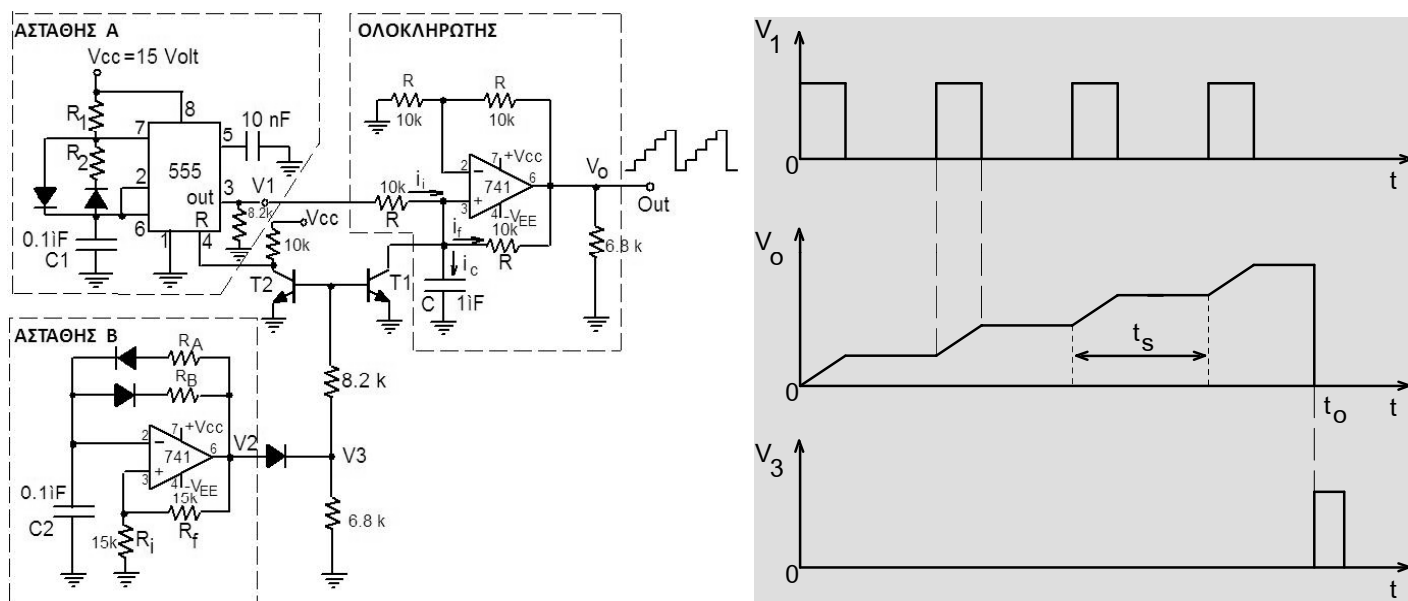 ΑΣΤΑΘΗΣ Α
Vcc =15 Volt
R1
R2
7
8
5
10 nF
555
2
6
out
3
V1
R
8.2k
1
4
0.1ìF
C1
Vcc
10k
T2
T1
ΟΛΟΚΛΗΡΩΤΗΣ
R
10k
R
10k
10k
R
ii
2
7
+Vcc
741
6
3
4
-VEE
Vo
Out
10k
R
if
ic
C
1ìF
6.8 k
ΑΣΤΑΘΗΣ Β
RA
RB
2
7
+Vcc
741
6
3
4
-VEE
V2
V3
8.2 k
6.8 k
15k
Rf
15k
Ri
0.1ìF
C2
V1
0
t
Vo
ts
0
to
t
V3
0
t